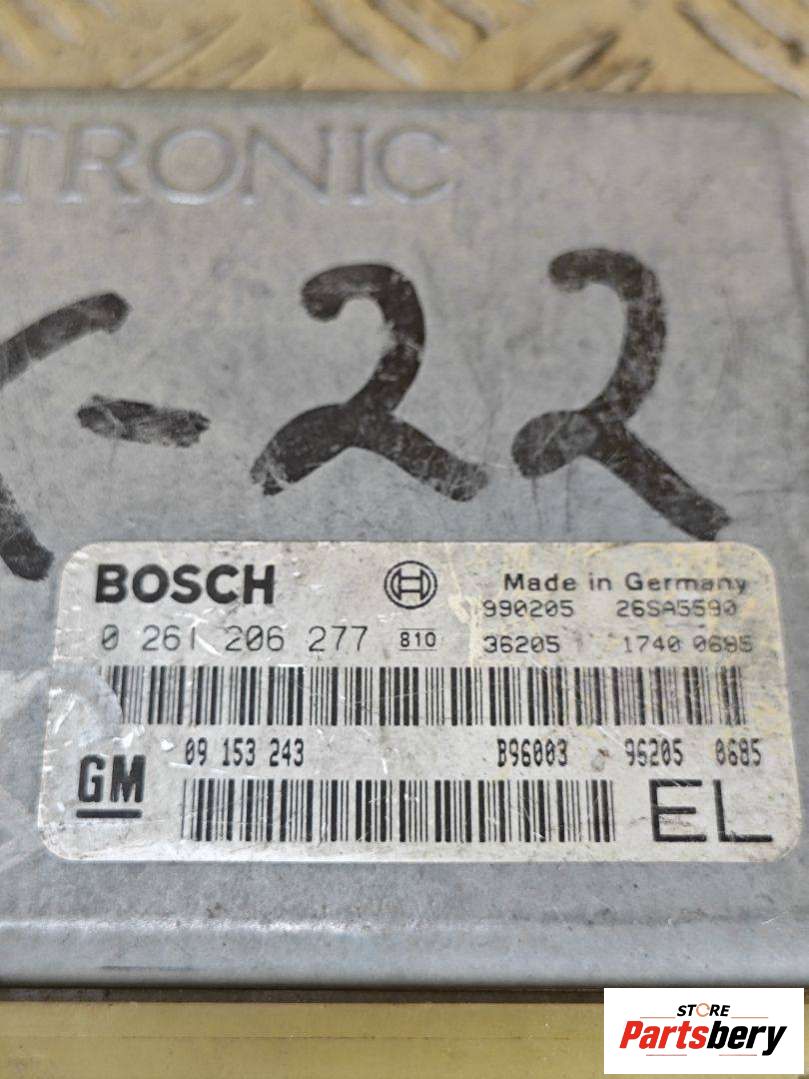 TRONIC
-22
BOSCH
Made in Germany
990205 26SA5590
0 261 206 277 810 36205 1740 0685
09 153 243 B96003 96205 0685
GM
EL
STORE
Partsbery